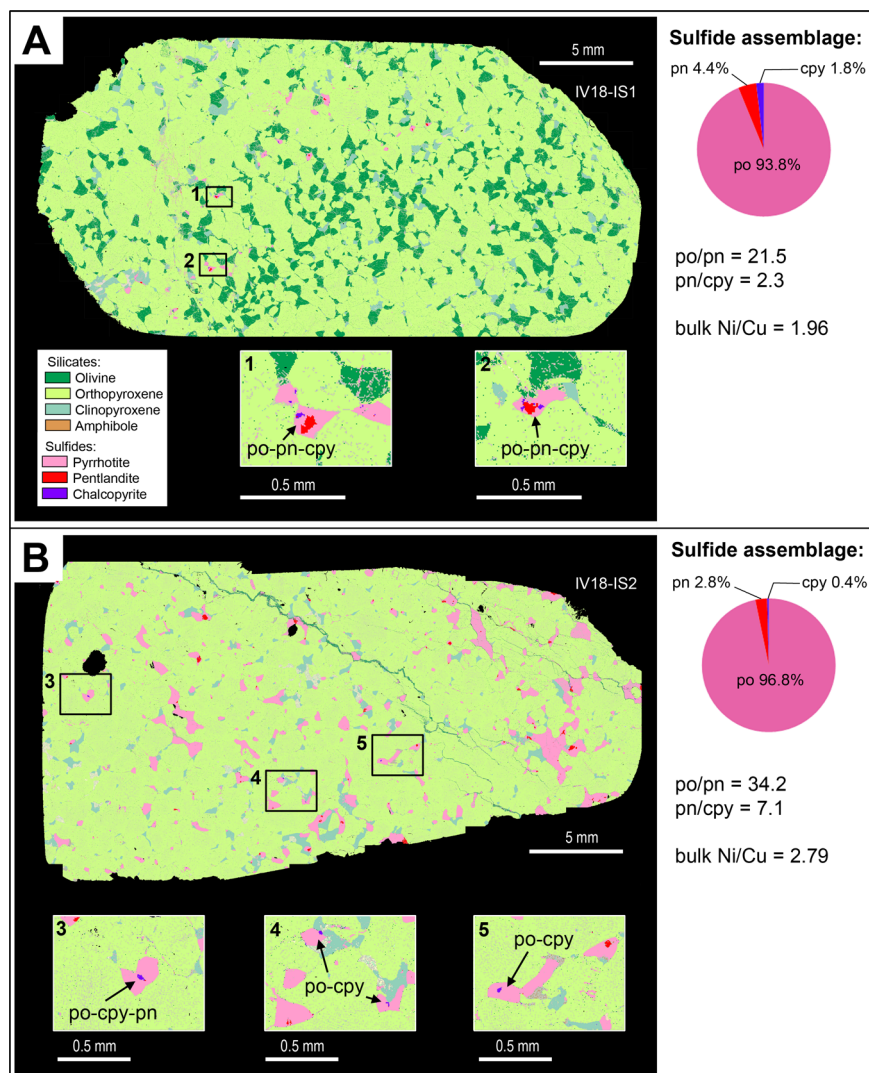 A
5 mm
IV18-IS1
1
2
Silicates:
Olivine
Orthopyroxene
Clinopyroxene
Amphibole
Sulfides:
Pyrrhotite
Pentlandite
Chalcopyrite
1
po-pn-cpy
0.5 mm
2
po-pn-cpy
0.5 mm
Sulfide assemblage:
pn 4.4%
cpy 1.8%
po 93.8%
po/pn = 21.5
pn/cpy = 2.3
bulk Ni/Cu = 1.96
B
IV18-IS2
3
4
5
5 mm
3
po-cpy-pn
0.5 mm
4
po-cpy
0.5 mm
5
po-cpy
0.5 mm
Sulfide assemblage:
pn 2.8%
cpy 0.4%
po 96.8%
po/pn = 34.2
pn/cpy = 7.1
bulk Ni/Cu = 2.79